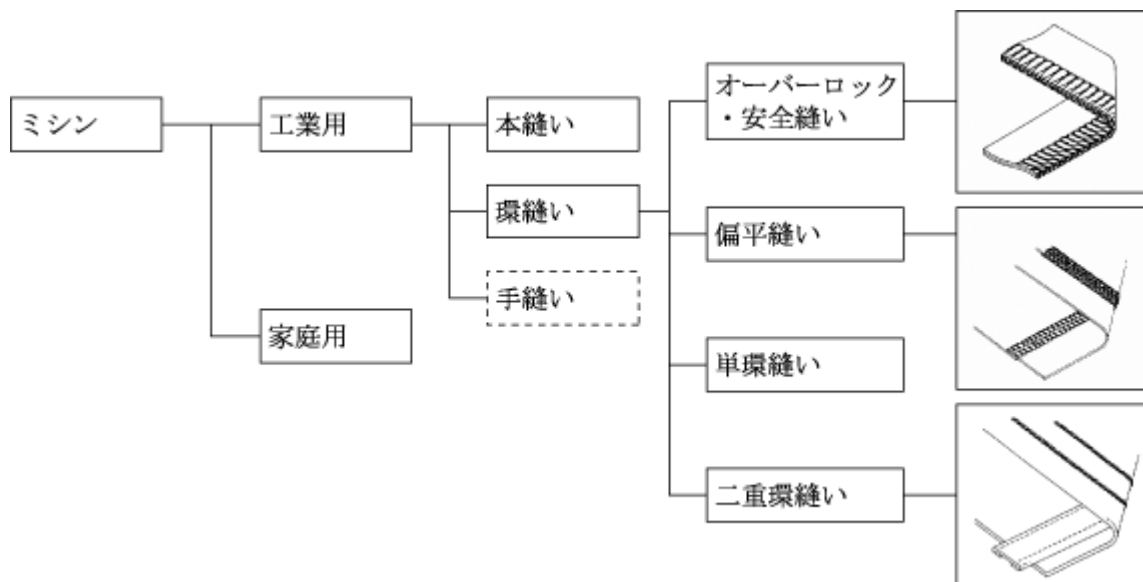 ミシン
工業用
家庭用
本縫い
環縫い
手縫い
オーバーロック
・安全縫い
偏平縫い
単環縫い
二重環縫い